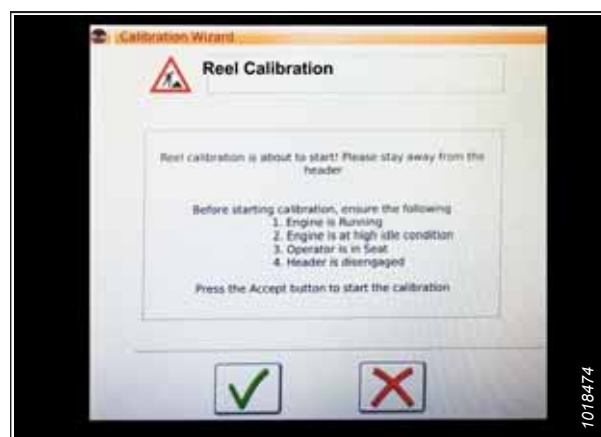 Calibration Wizard
Reel Calibration
Reel calibration is about to start! Please stay away from the
header
Before starting calibration, ensure the following
1. Engine is Running
2. Engine is at high idle condition
3. Operator is in Seat
4. Header is disengaged
Press the Accept button to start the calibration
1018474